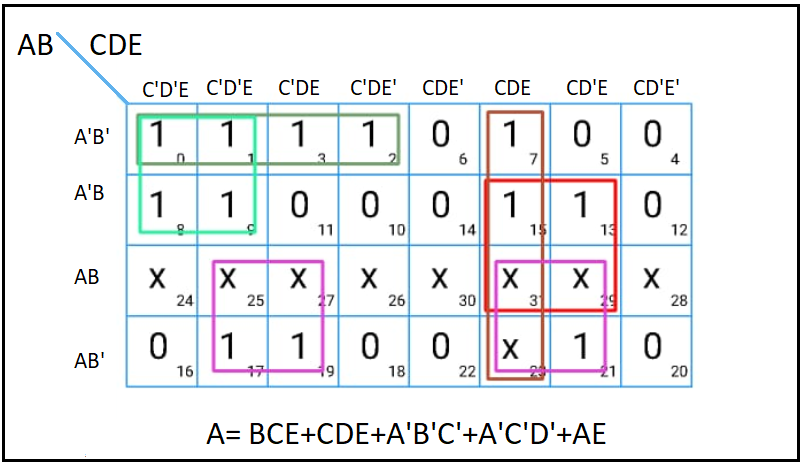 AB CDE
C'D'E C'D'E C'DE C'DE' CDE' CDE CD'E CD'E'
A'B' 1 0 1 1 1 3 1 2 0 6 1 7 0 5 0 4
A'B 1 8 1 9 0 11 0 10 0 14 1 15 1 13 0 12
AB X 24 X 25 X 27 X 26 X 30 X 31 X 29 X 28
AB' 0 16 1 17 1 19 0 18 0 22 X 23 1 21 0 20
A= BCE+CDE+A'B'C'+A'C'D'+AE